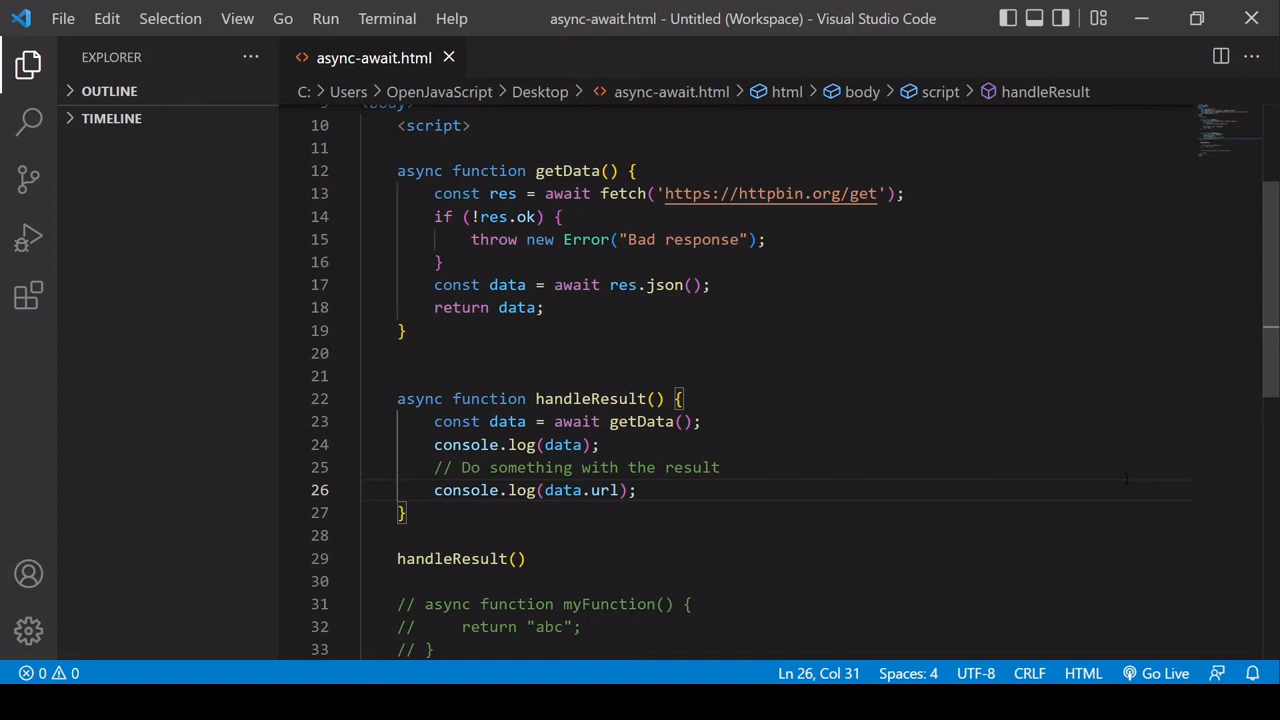 File Edit Selection View Go Run Terminal Help async-await.html - Untitled (Workspace) - Visual Studio Code
EXPLORER
OUTLINE
TIMELINE
async-await.html
C: Users OpenJavaScript Desktop async-await.html html body script handleResult
9 <body>
10 <script>
11
12 async function getData() {
13 const res = await fetch('https://httpbin.org/get');
14 if (!res.ok) {
15 throw new Error("Bad response");
16 }
17 const data = await res.json();
18 return data;
19 }
20
21
22 async function handleResult() {
23 const data = await getData();
24 console.log(data);
25 // Do something with the result
26 console.log(data.url);
27 }
28
29 handleResult()
30
31 // async function myFunction() {
32 // return "abc";
33 // }
0 0 Ln 26, Col 31 Spaces: 4 UTF-8 CRLF HTML Go Live